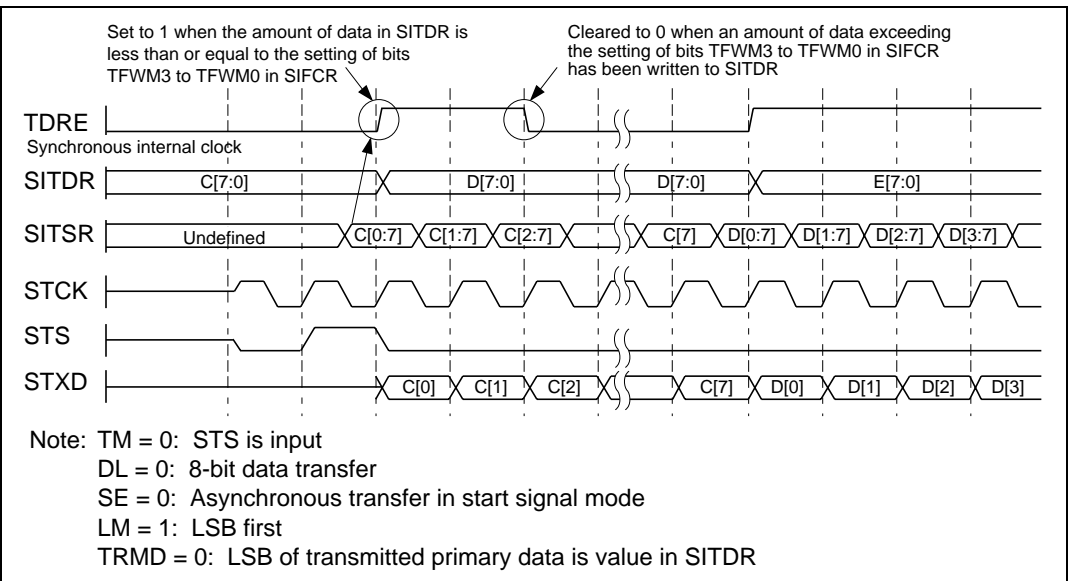 Set to 1 when the amount of data in SITDR is
less than or equal to the setting of bits
TFWM3 to TFWM0 in SIFCR
Cleared to 0 when an amount of data exceeding
the setting of bits TFWM3 to TFWM0 in SIFCR
has been written to SITDR
TDRE
Synchronous internal clock
SITDR C[7:0] D[7:0] D[7:0] E[7:0]
SITSR Undefined C[0:7] C[1:7] C[2:7] C[7] D[0:7] D[1:7] D[2:7] D[3:7]
STCK
STS
STXD C[0] C[1] C[2] C[7] D[0] D[1] D[2] D[3]
Note: TM = 0: STS is input
DL = 0: 8-bit data transfer
SE = 0: Asynchronous transfer in start signal mode
LM = 1: LSB first
TRMD = 0: LSB of transmitted primary data is value in SITDR